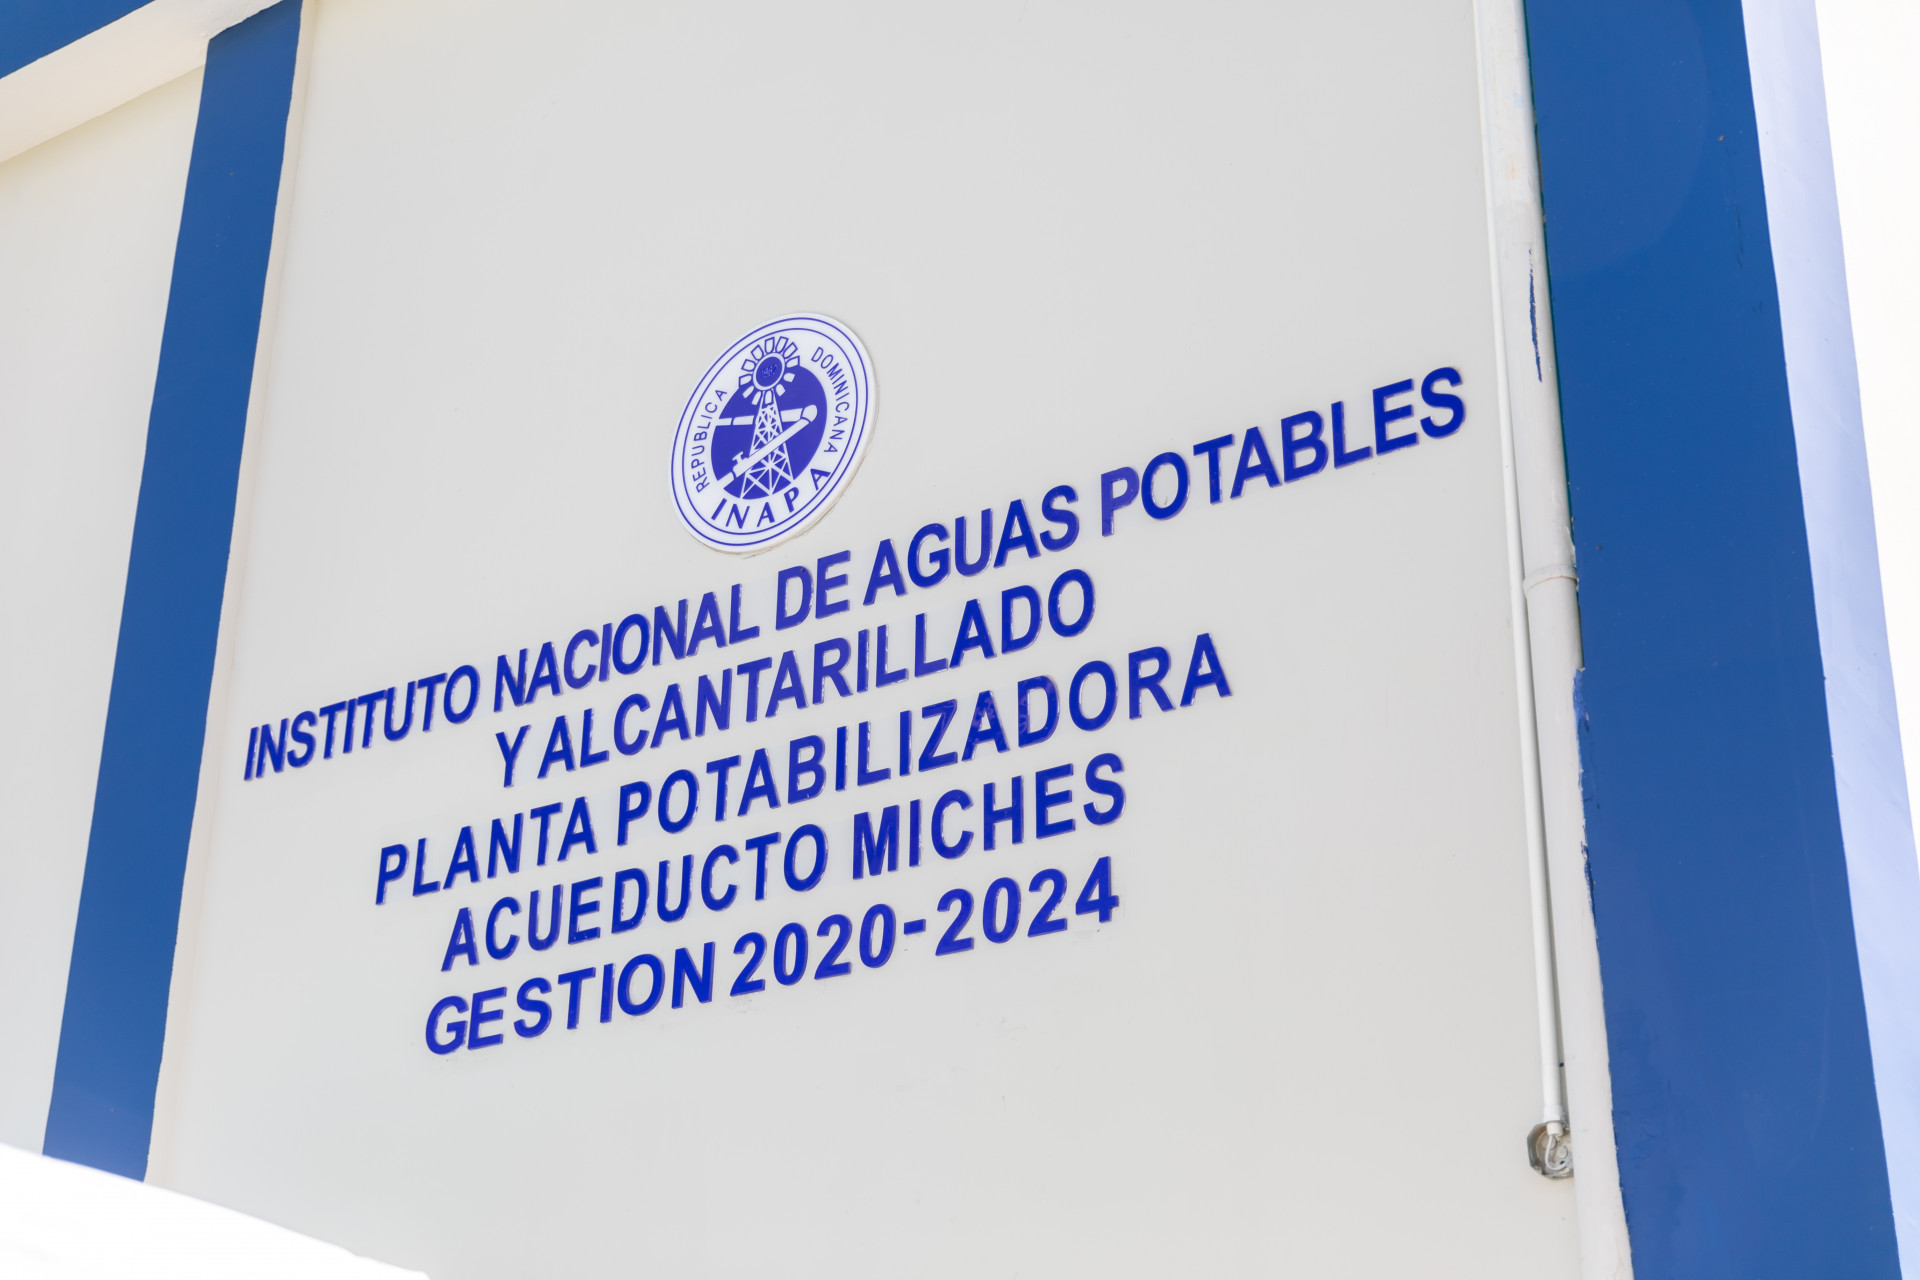 REPUBLICA DOMINICANA
INAPA
INSTITUTO NACIONAL DE AGUAS POTABLES
Y ALCANTARILLADO
PLANTA POTABILIZADORA
ACUEDUCTO MICHES
GESTION 2020-2024